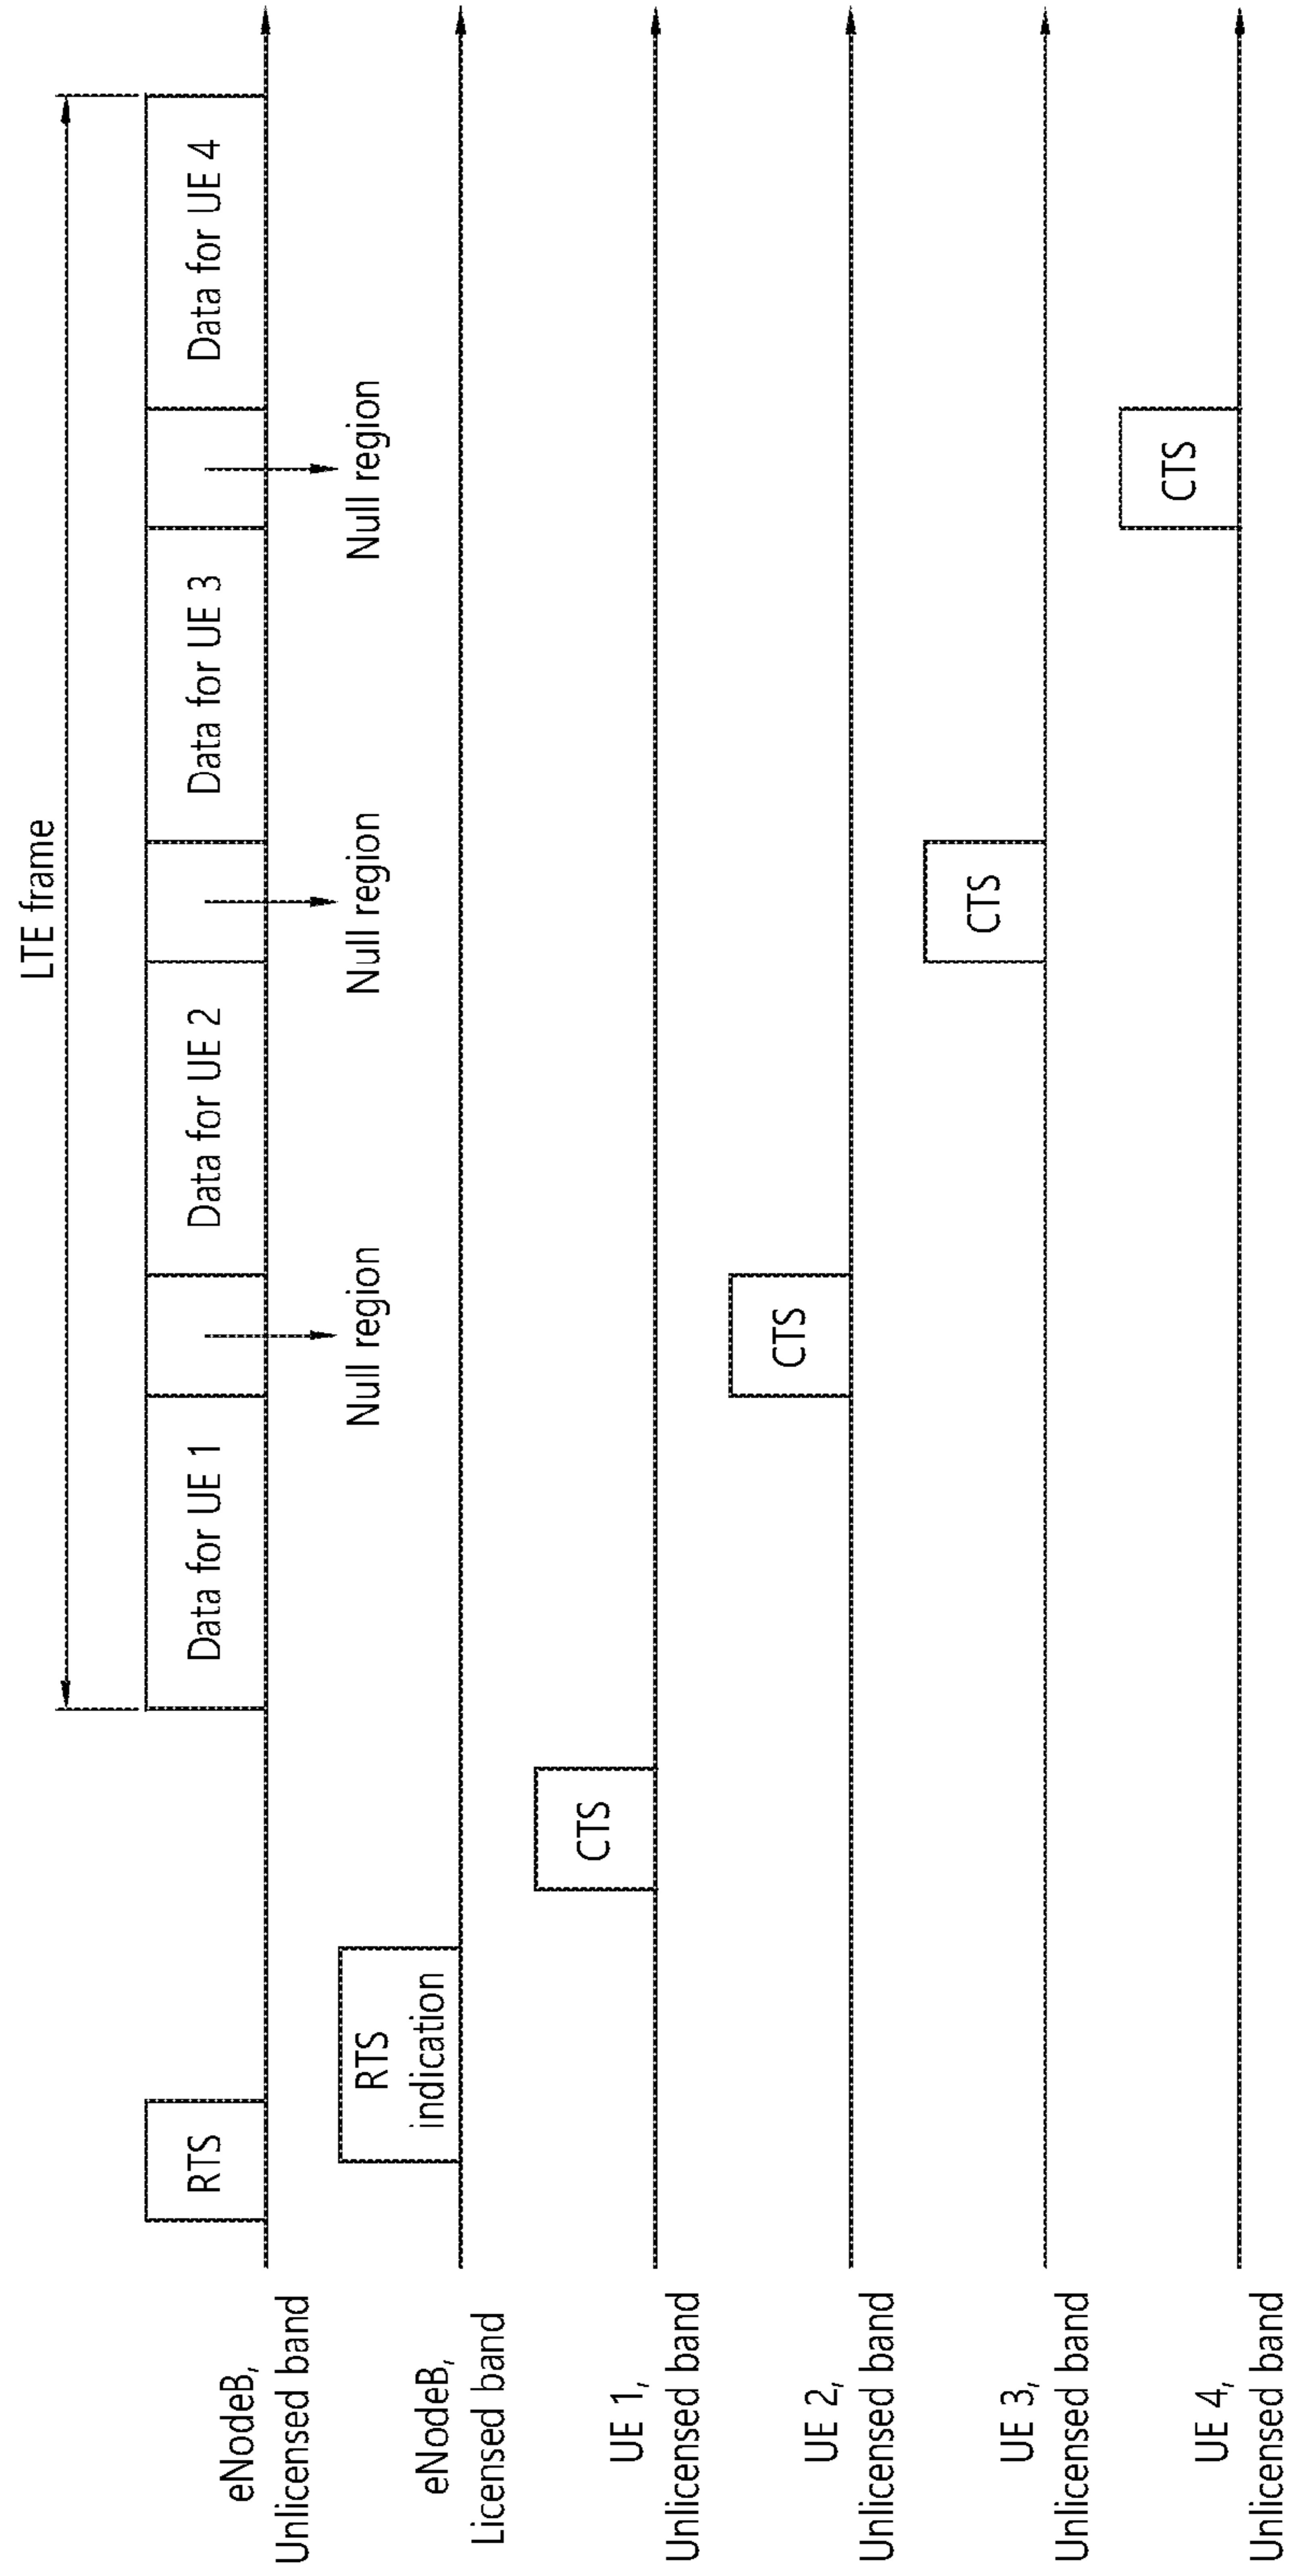 LTE frame
RTS
Data for UE 1
Data for UE 2
Data for UE 3
Data for UE 4
eNodeB,
Unlicensed band
Null region
Null region
Null region
RTS
indication
eNodeB,
Licensed band
CTS
UE 1,
Unlicensed band
CTS
UE 2,
Unlicensed band
CTS
UE 3,
Unlicensed band
CTS
UE 4,
Unlicensed band